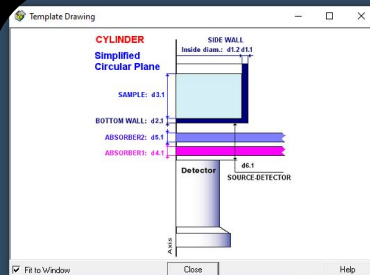 Template Drawing
CYLINDER
SIDE WALL
Inside diam.: d1.2 d1.1
Simplified
Circular Plane
SAMPLE: d3.1
BOTTOM WALL: d2.1
ABSORBER2: d5.1
ABSORBER1: d4.1
Detector
d6.1
SOURCE-DETECTOR
Axis
Fit to Window
Close
Help